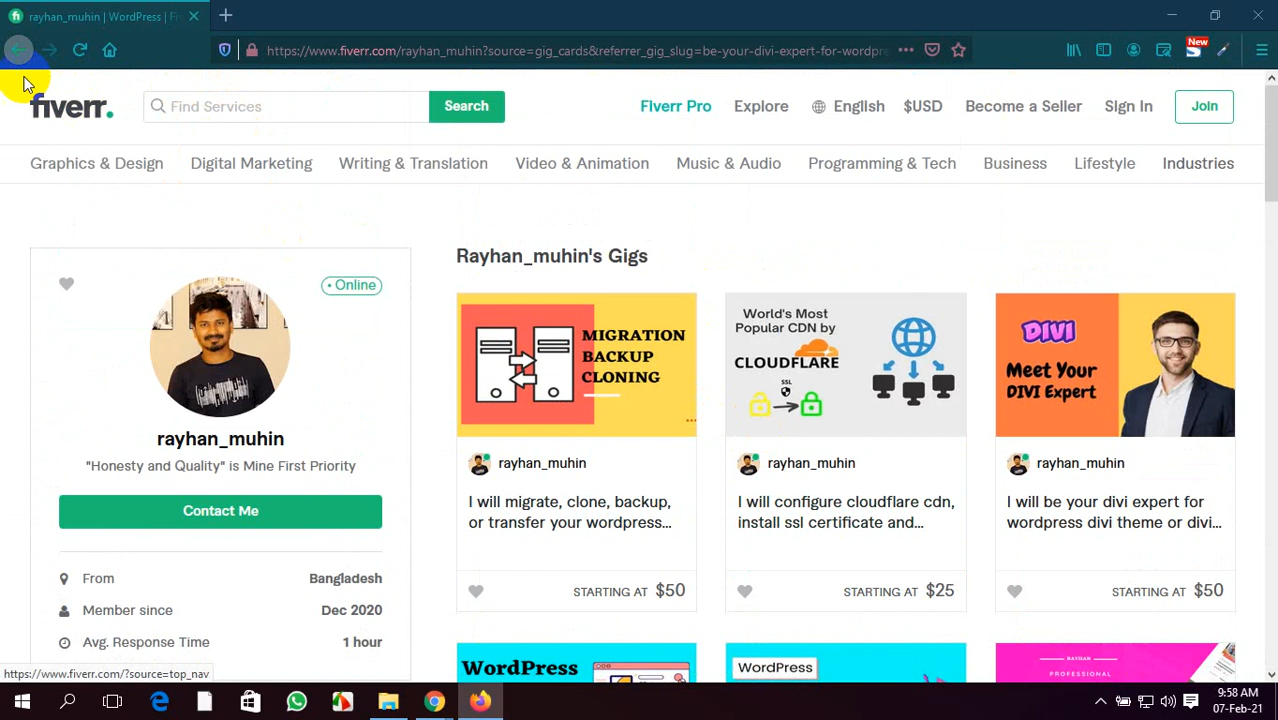 rayhan_muhin | WordPress | Fi
https://www.fiverr.com/rayhan_muhin?source=gig_cards&referrer_gig_slug=be-your-divi-expert-for-wordpr
New
fiverr.
Find Services
Search
Fiverr Pro
Explore
English
$USD
Become a Seller
Sign In
Join
Graphics & Design
Digital Marketing
Writing & Translation
Video & Animation
Music & Audio
Programming & Tech
Business
Lifestyle
Industries
• Online
rayhan_muhin
"Honesty and Quality" is Mine First Priority
Contact Me
From Bangladesh
Member since Dec 2020
Avg. Response Time 1 hour
Rayhan_muhin's Gigs
MIGRATION
BACKUP
CLONING
rayhan_muhin
I will migrate, clone, backup,
or transfer your wordpress...
STARTING AT $50
World's Most
Popular CDN by
CLOUDFLARE
SSL
rayhan_muhin
I will configure cloudflare cdn,
install ssl certificate and...
STARTING AT $25
DIVI
Meet Your
DIVI Expert
rayhan_muhin
I will be your divi expert for
wordpress divi theme or divi...
STARTING AT $50
WordPress
WordPress
RAYHAN
PROFESSIONAL
https://www.fiverr.com/?source=top_nav
9:58 AM
07-Feb-21